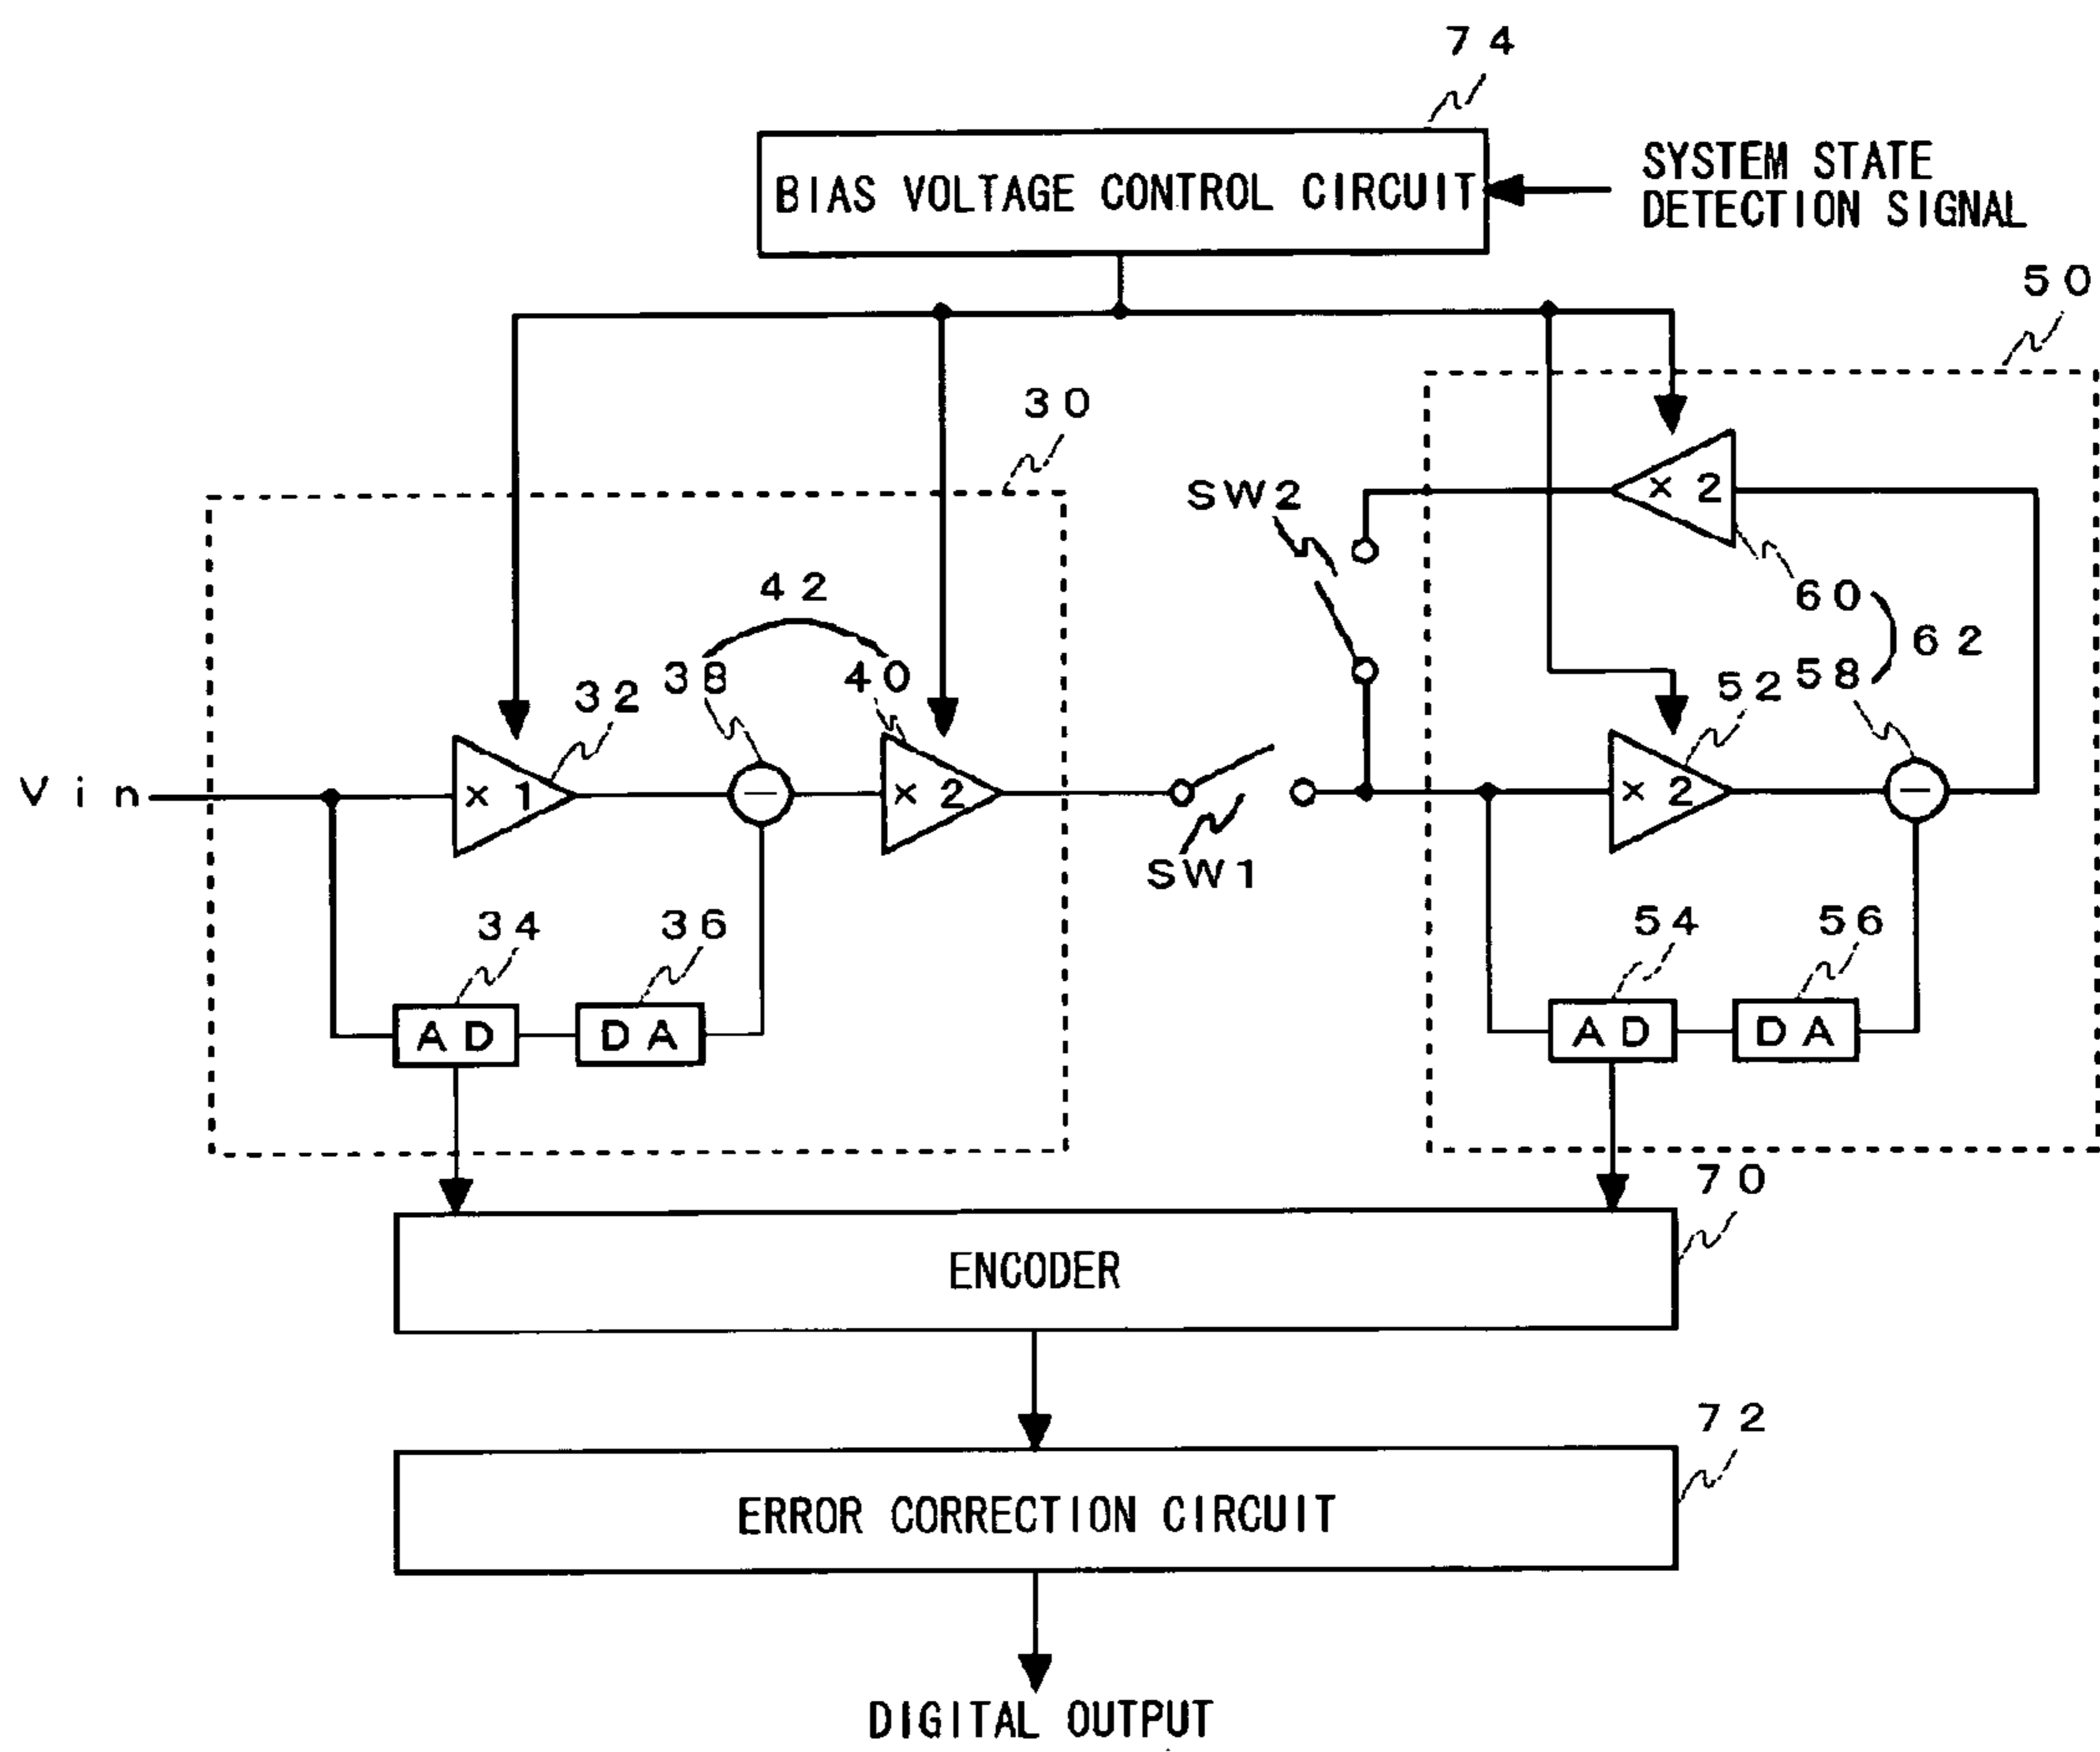 74
BIAS VOLTAGE CONTROL CIRCUIT
SYSTEM STATE
DETECTION SIGNAL
50
30
× 2
SW2
60
62
42
38
40
58
32
52
Vin
× 1
−
× 2
× 2
−
SW1
34
36
54
56
AD
DA
AD
DA
70
ENCODER
72
ERROR CORRECTION CIRCUIT
DIGITAL OUTPUT